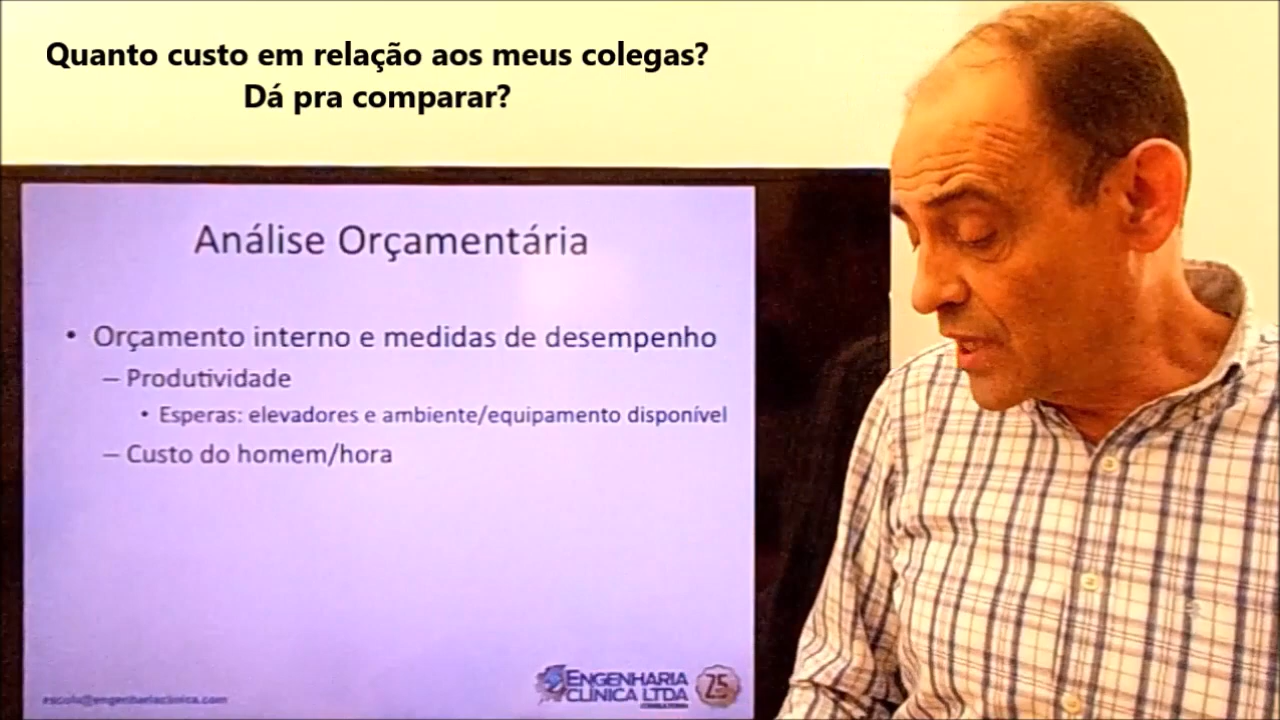 Quanto custo em relação aos meus colegas?
Dá pra comparar?
Análise Orçamentária
• Orçamento interno e medidas de desempenho
– Produtividade
• Esperas: elevadores e ambiente/equipamento disponível
– Custo do homem/hora
escola@engenhariaclinica.com
ENGENHARIA
CLÍNICA LTDA
CONSULTORIA
25